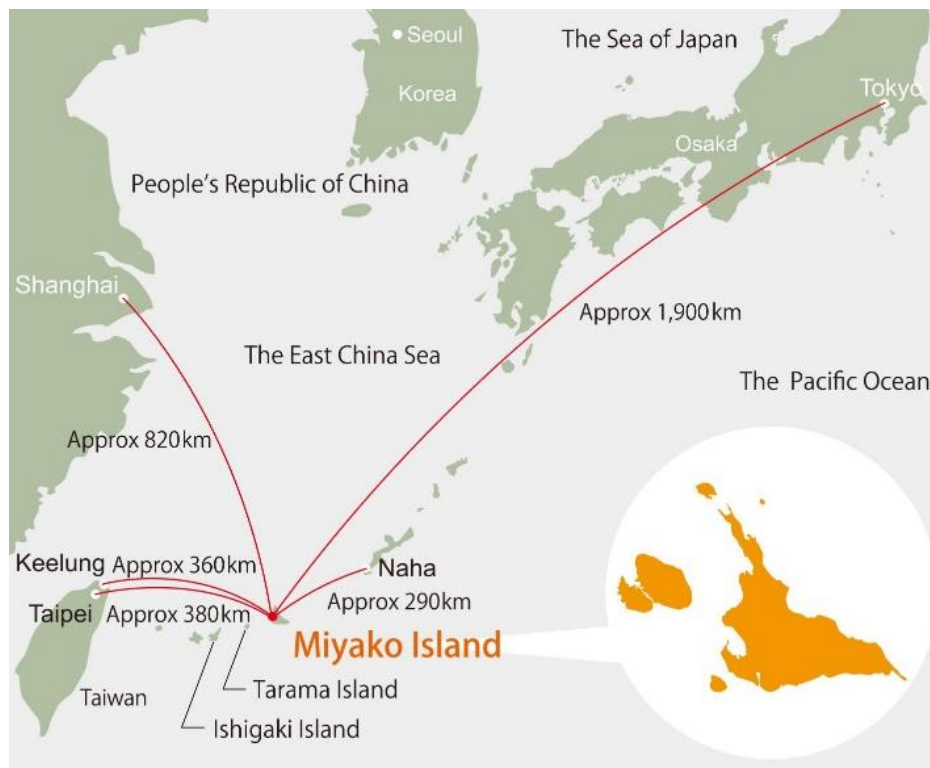 Seoul
The Sea of Japan
Korea
Tokyo
Osaka
People's Republic of China
Shanghai
Approx 1,900km
The East China Sea
The Pacific Ocean
Approx 820km
Keelung
Approx 360km
Naha
Taipei
Approx 380km
Approx 290km
Miyako Island
Taiwan
Tarama Island
Ishigaki Island